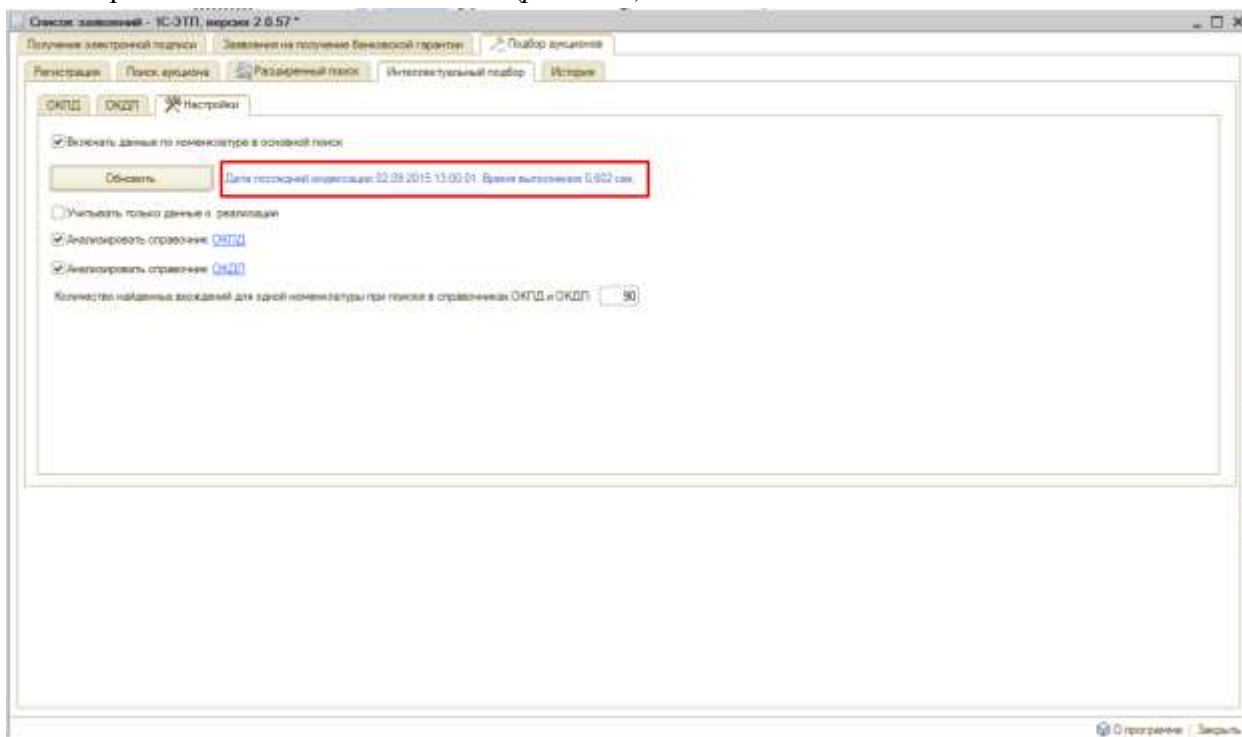 Список заявлений - 1С-ЭТП, версия 2.0.57 *
Получение электронной подписи Заявления на получение банковской гарантии Подбор аукционов
Регистрация Поиск аукциона Расширенный поиск Интеллектуальный подбор История
ОКПД ОКДП Настройки
Включать данные по номенклатуре в основной поиск
Обновить Дата последней индексации 02.09.2015 13:00:01. Время выполнения 0,602 сек.
Учитывать только данные о реализации
Анализировать справочник ОКПД
Анализировать справочник ОКДП
Количество найденных вхождений для одной номенклатуры при поиске в справочниках ОКПД и ОКДП: 90
О программе Закрыть